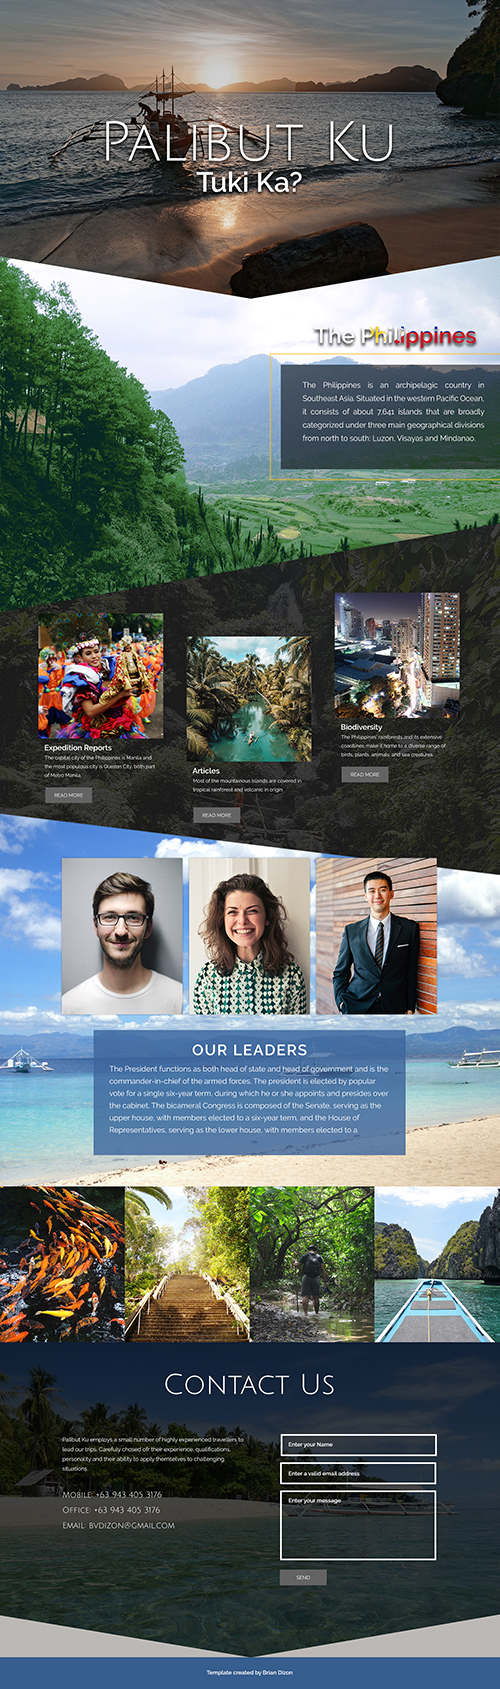 Palibut Ku
Tuki Ka?
The Philippines
The Philippines is an archipelagic country in
Southeast Asia. Situated in the western Pacific Ocean,
it consists of about 7,641 islands that are broadly
categorized under three main geographical divisions
from north to south: Luzon, Visayas and Mindanao.
Expedition Reports
The capital city of the Philippines is Manila and
the most populous city is Quezon City, both part
of Metro Manila.
READ MORE
Articles
Most of the mountainous islands are covered in
tropical rainforest and volcanic in origin
READ MORE
Biodiversity
The Philippines' rainforests and its extensive
coastlines make it home to a diverse range of
birds, plants, animals, and sea creatures.
READ MORE
OUR LEADERS
The President functions as both head of state and head of government and is the
commander-in-chief of the armed forces. The president is elected by popular
vote for a single six-year term, during which he or she appoints and presides over
the cabinet. The bicameral Congress is composed of the Senate, serving as the
upper house, with members elected to a six-year term, and the House of
Representatives, serving as the lower house, with members elected to a
Contact Us
Palibut Ku employs a small number of highly experienced travellers to
lead our trips. Carefuly chosed ofr their experience, qualifications,
personality and their ability to apply themselves to challenging
situations.
Mobile: +63 943 405 3176
Office: +63 943 405 3176
Email: bvdizon@gmail.com
Enter your Name
Enter a valid email address
Enter your message
SEND
Template created by Brian Dizon